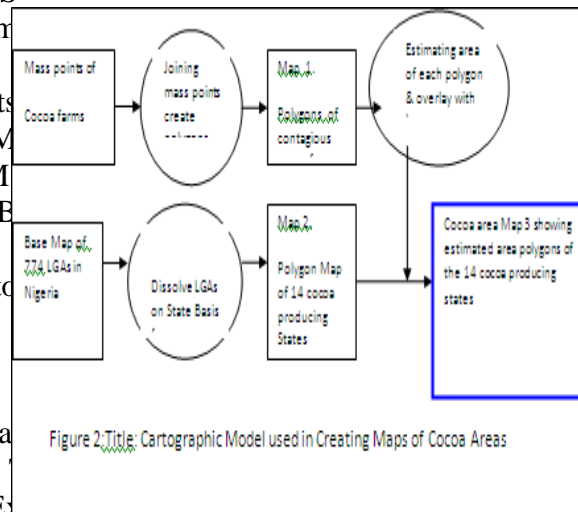 Mass points of
Cocoa farms
Joining
mass points
create
Map 1.
Polygons of
contagious
Estimating area
of each polygon
& overlay with
Base Map of
774 LGAs in
Nigeria
Dissolve LGAs
on State Basis
Map 2.
Polygon Map
of 14 cocoa
producing
States
Cocoa area Map3 showing
estimated area polygons of
the 14 cocoa producing
states
Figure 2:Title: Cartographic Model used in Creating Maps of Cocoa Areas